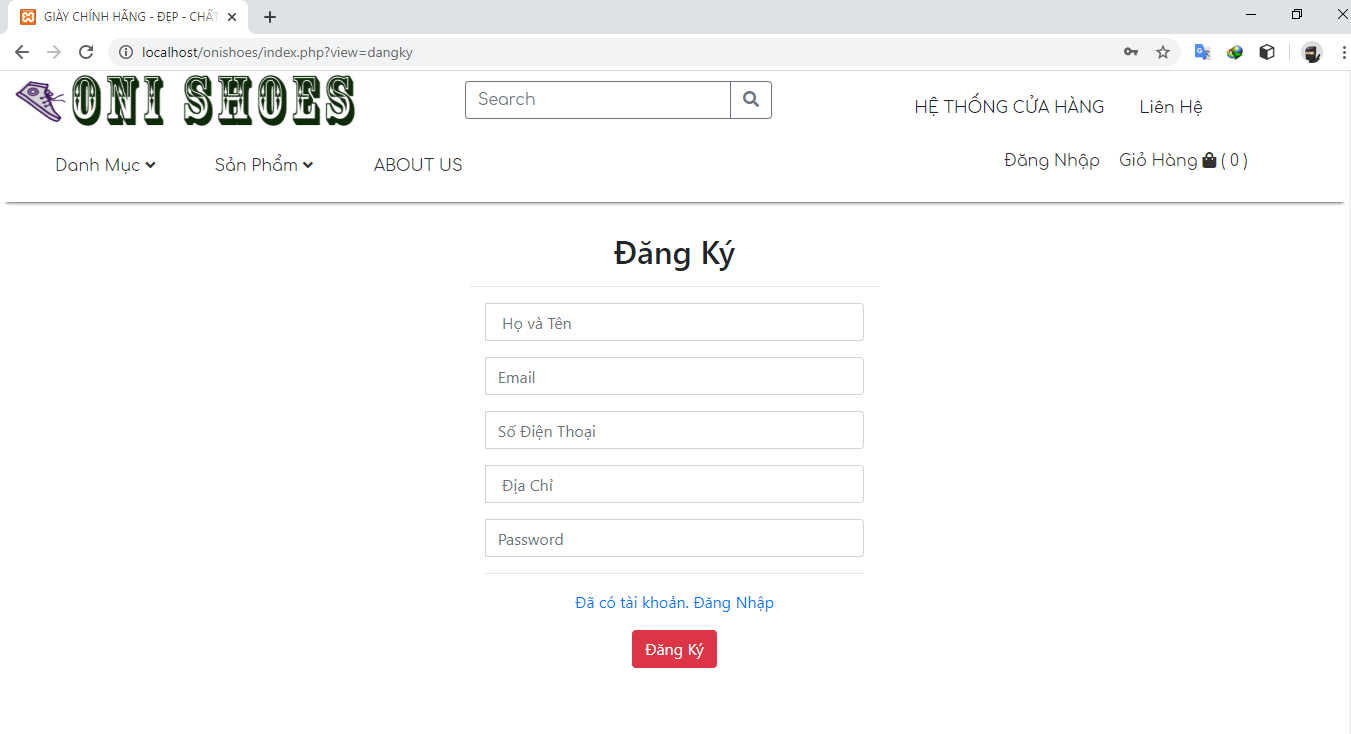 GIÀY CHÍNH HÃNG - ĐẸP - CHẤT
localhost/onishoes/index.php?view=dangky
ONI SHOES
Search
HỆ THỐNG CỬA HÀNG
Liên Hệ
Danh Mục
Sản Phẩm
ABOUT US
Đăng Nhập
Giỏ Hàng ( 0 )
Đăng Ký
Họ và Tên
Email
Số Điện Thoại
Địa Chỉ
Password
Đã có tài khoản. Đăng Nhập
Đăng Ký